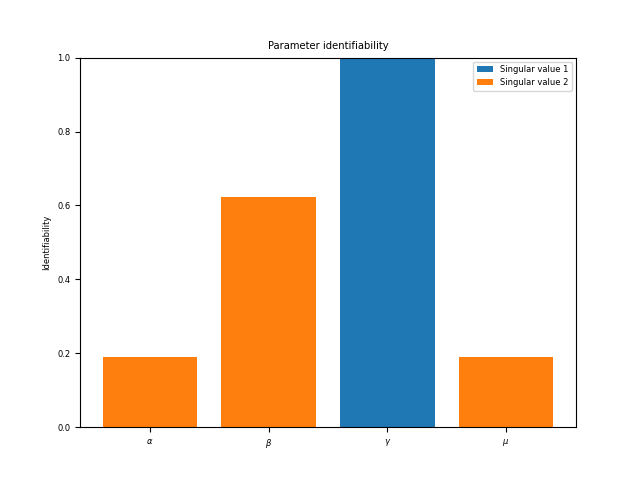 Parameter identifiability
Singular value 1
Singular value 2
Identifiability
1.0
0.8
0.6
0.4
0.2
0.0
α
β
γ
μ